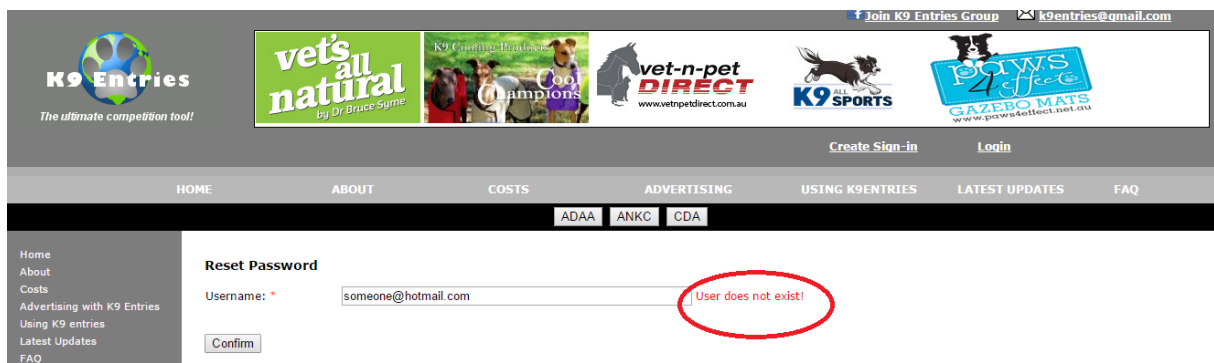 Join K9 Entries Group k9entries@gmail.com
K9 Entries
The ultimate competition tool!
vet's
all
natural
by Dr Bruce Syme
K9 Cooling Products
Cool
Champions
vet-n-pet
DIRECT
www.vetnpetdirect.com.au
K9 ALL
SPORTS
paws
4
effect
GAZEBO MATS
www.paws4effect.net.au
Create Sign-in Login
HOME ABOUT COSTS ADVERTISING USING K9ENTRIES LATEST UPDATES FAQ
ADAA ANKC CDA
Home
About
Costs
Advertising with K9 Entries
Using K9 entries
Latest Updates
FAQ
Reset Password
Username: * someone@hotmail.com User does not exist!
Confirm